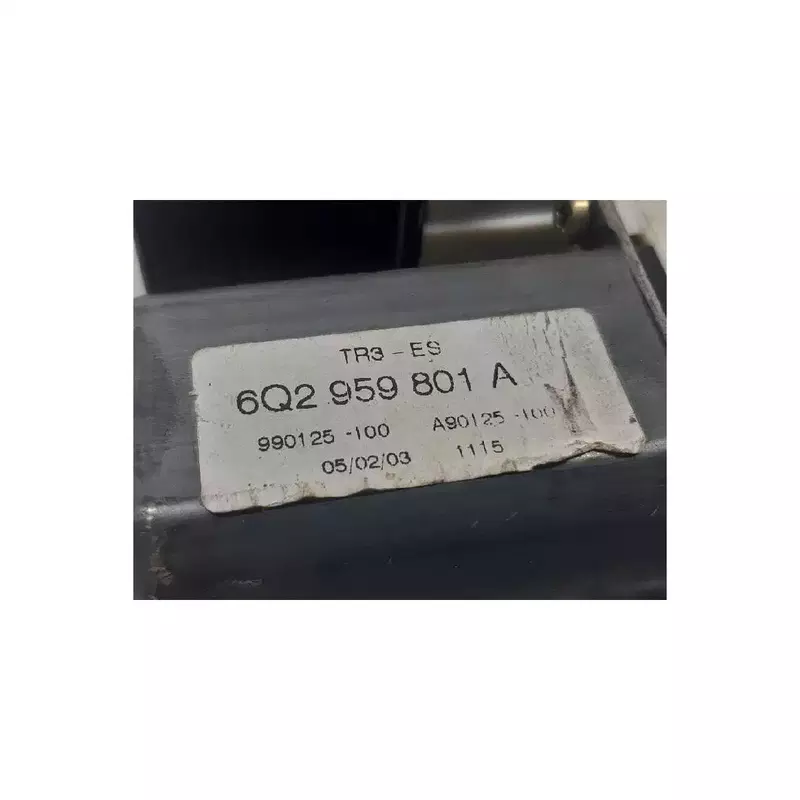 TR3-ES
6Q2 959 801 A
990125-100 A90125-100
05/02/03 1115